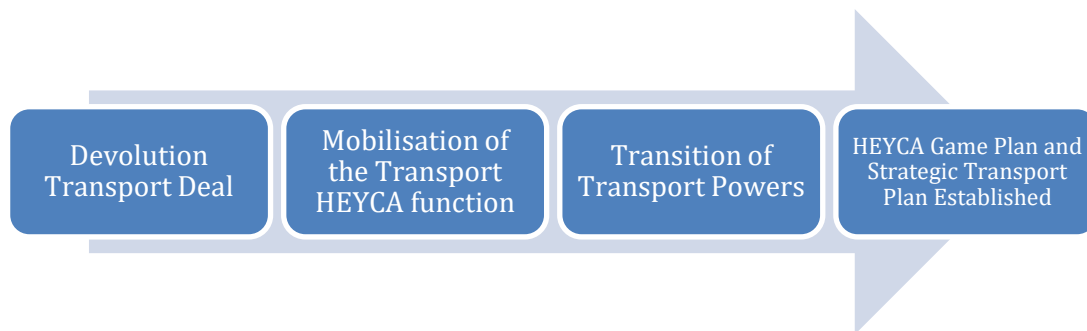 Devolution
Transport Deal
Mobilisation of
the Transport
HEYCA function
Transition of
Transport Powers
HEYCA Game Plan and
Strategic Transport
Plan Established